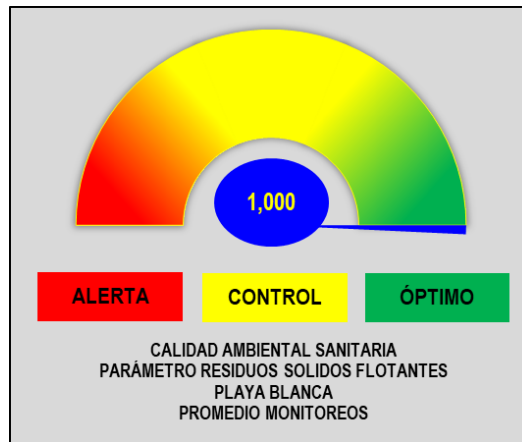 1,000
ALERTA CONTROL ÓPTIMO
CALIDAD AMBIENTAL SANITARIA
PARÁMETRO RESIDUOS SOLIDOS FLOTANTES
PLAYA BLANCA
PROMEDIO MONITOREOS